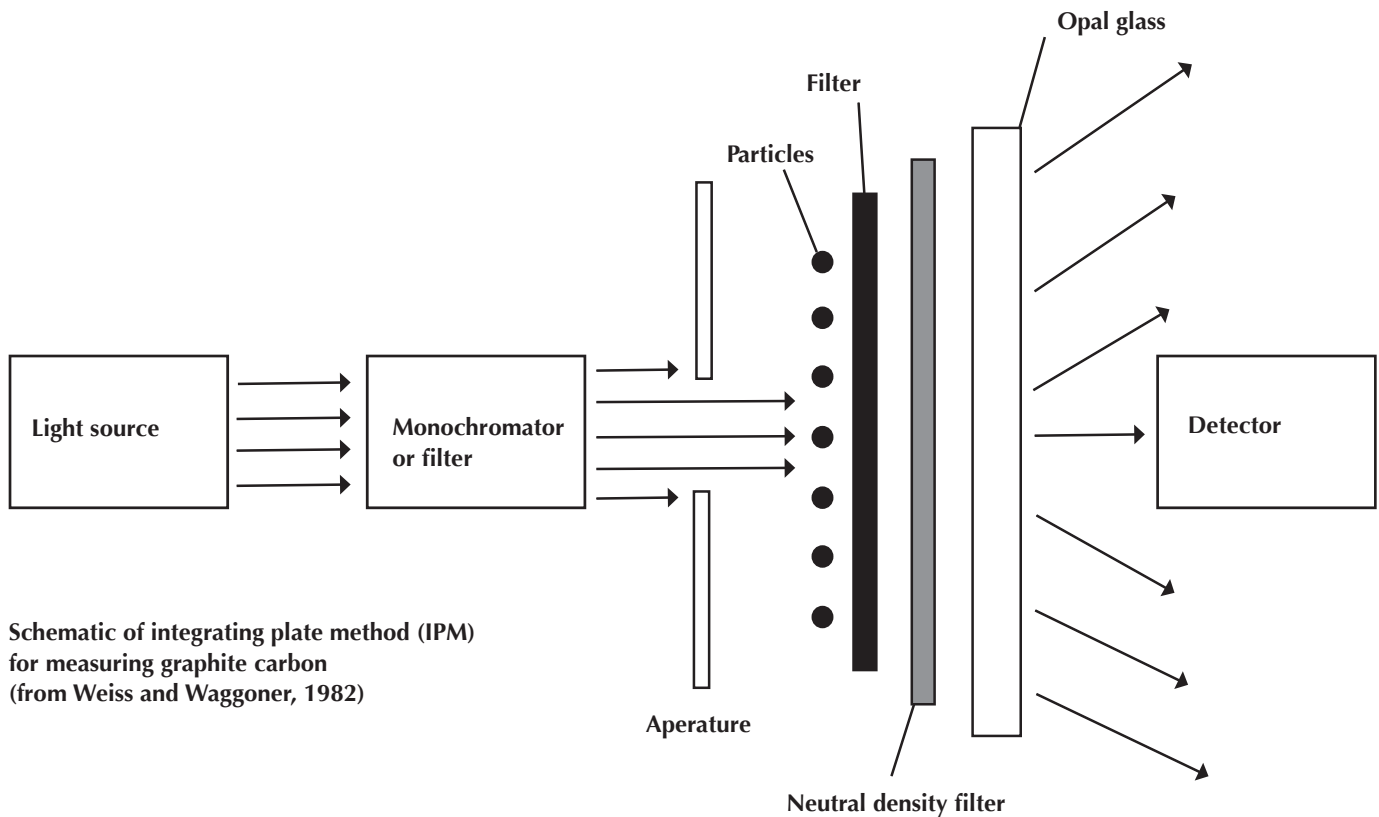 Opal glass
Filter
Particles
Light source
Monochromator
or filter
Detector
Schematic of integrating plate method (IPM)
for measuring graphite carbon
(from Weiss and Waggoner, 1982)
Aperature
Neutral density filter